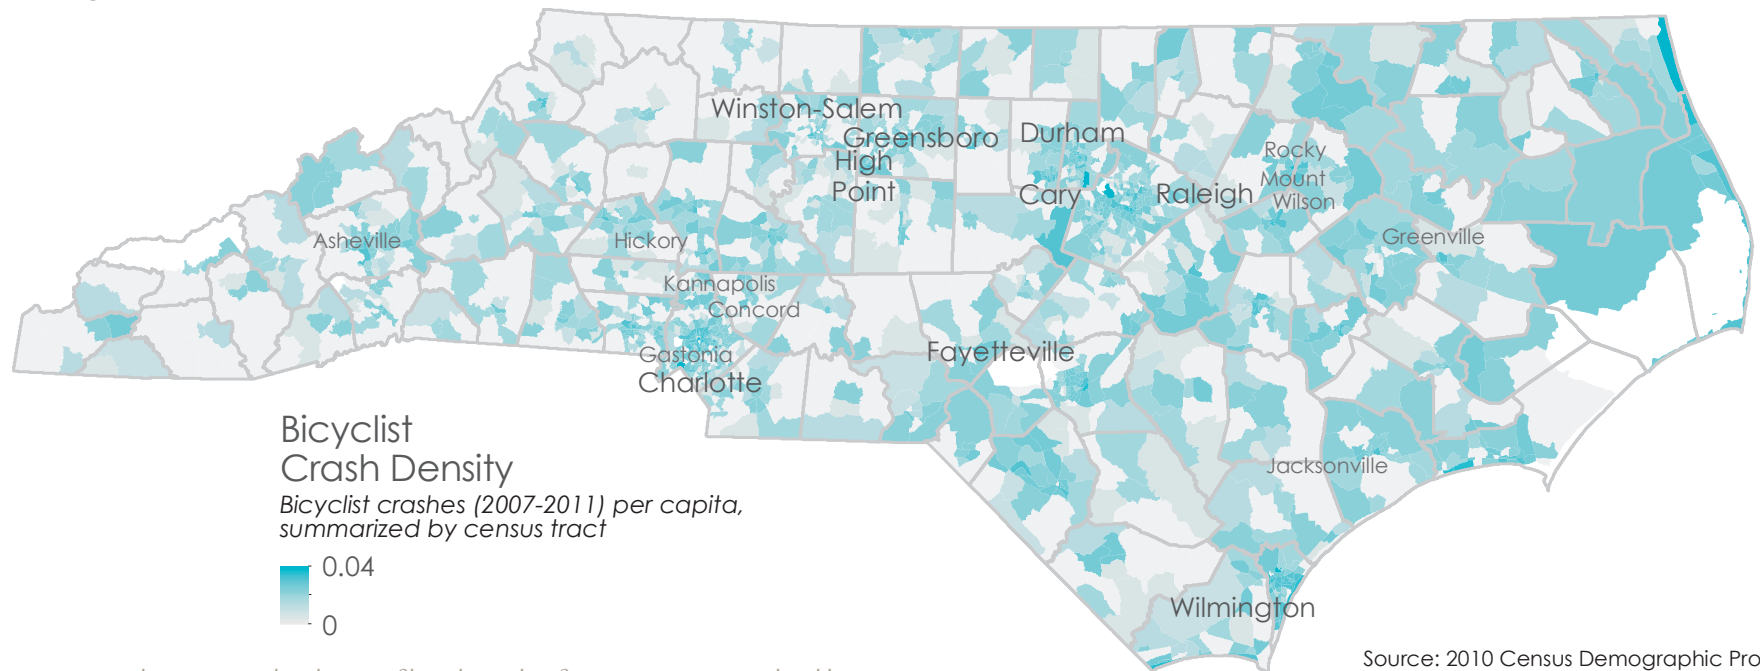 Winston-Salem
Greensboro
High
Point
Durham
Cary
Raleigh
Rocky
Mount
Wilson
Asheville
Hickory
Greenville
Kannapolis
Concord
Gastonia
Charlotte
Fayetteville
Jacksonville
Wilmington
Bicyclist
Crash Density
Bicyclist crashes (2007-2011) per capita,
summarized by census tract
0.04
0
Source: 2010 Census Demographic Pro